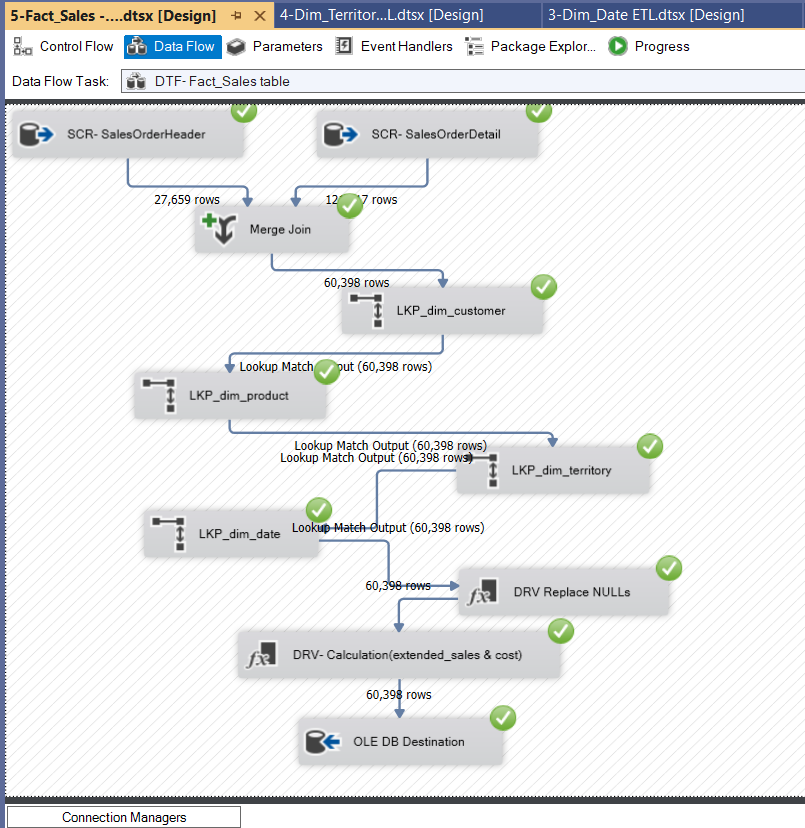 5-Fact_Sales -....dtsx [Design]
4-Dim_Territor...L.dtsx [Design]
3-Dim_Date ETL.dtsx [Design]
Control Flow
Data Flow
Parameters
Event Handlers
Package Explor...
Progress
Data Flow Task:
DTF- Fact_Sales table
SCR- SalesOrderHeader
SCR- SalesOrderDetail
27,659 rows
rows
Merge Join
60,398 rows
LKP_dim_customer
Lookup Match Output (60,398 rows)
LKP_dim_product
Lookup Match Output (60,398 rows)
Lookup Match Output (60,398 rows)
LKP_dim_territory
Lookup Match Output (60,398 rows)
LKP_dim_date
60,398 rows
DRV Replace NULLs
DRV- Calculation(extended_sales & cost)
60,398 rows
OLE DB Destination
Connection Managers